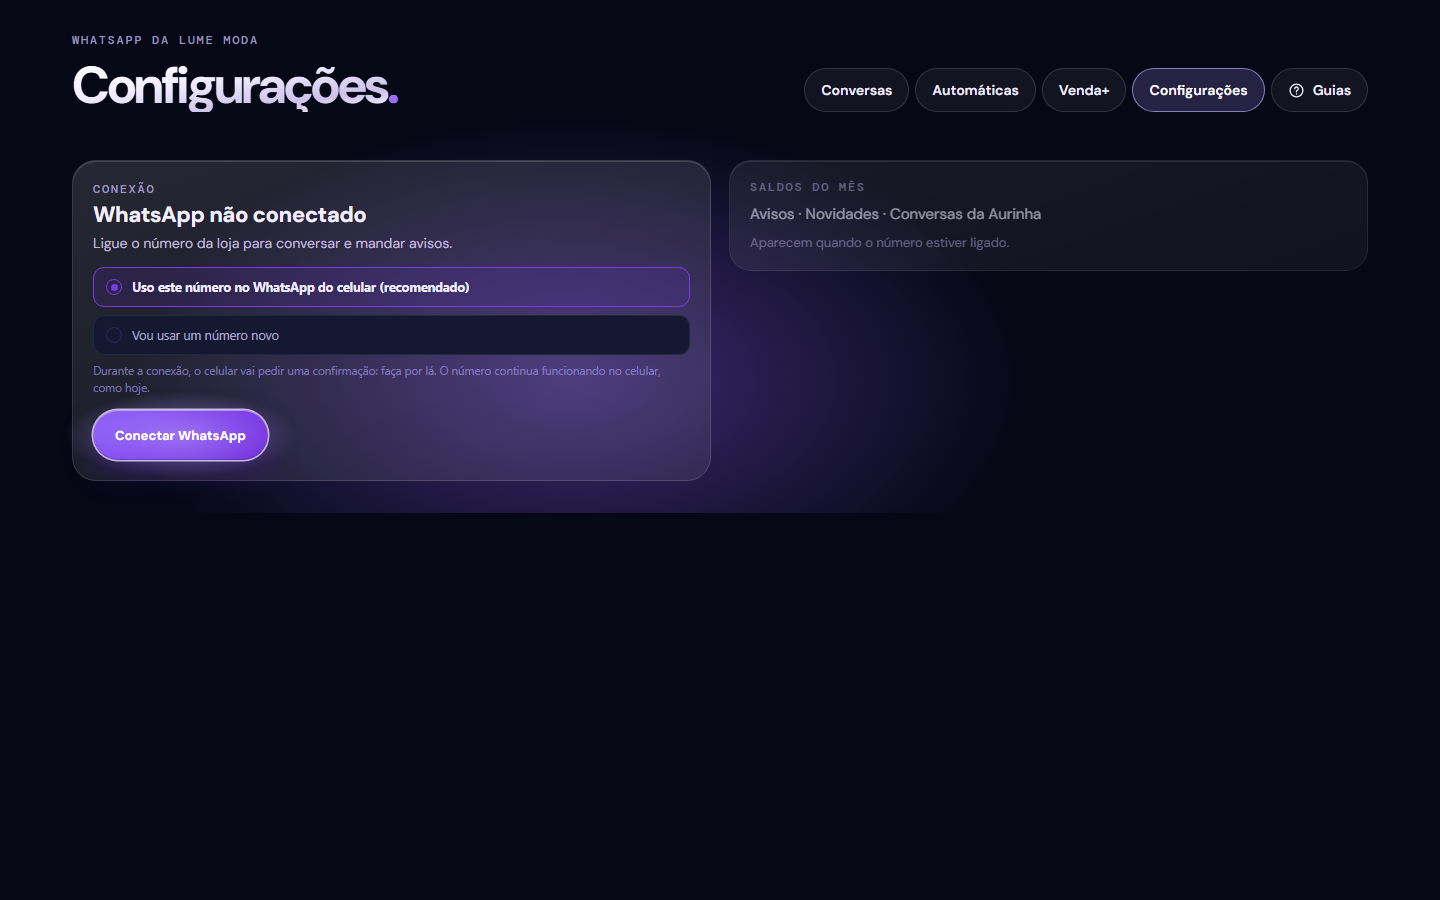 WHATSAPP DA LUME MODA
Configurações.
Conversas
Automáticas
Venda+
Configurações
Guias
CONEXÃO
WhatsApp não conectado
Ligue o número da loja para conversar e mandar avisos.
Uso este número no WhatsApp do celular (recomendado)
Vou usar um número novo
Durante a conexão, o celular vai pedir uma confirmação: faça por lá. O número continua funcionando no celular,
como hoje.
Conectar WhatsApp
SALDOS DO MÊS
Avisos · Novidades · Conversas da Aurinha
Aparecem quando o número estiver ligado.